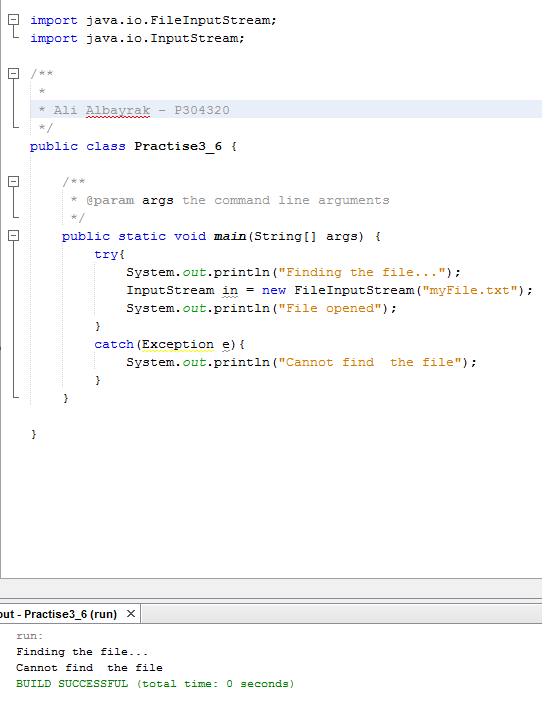 import java.io.FileInputStream;
import java.io.InputStream;
/**
*
* Ali Albayrak - P304320
*/
public class Practise3_6 {
/**
* @param args the command line arguments
*/
public static void main(String[] args) {
try{
System.out.println("Finding the file...");
InputStream in = new FileInputStream("myFile.txt");
System.out.println("File opened");
}
catch(Exception e){
System.out.println("Cannot find  the file");
}
}
}
out - Practise3_6 (run) ×
run:
Finding the file...
Cannot find  the file
BUILD SUCCESSFUL (total time: 0 seconds)